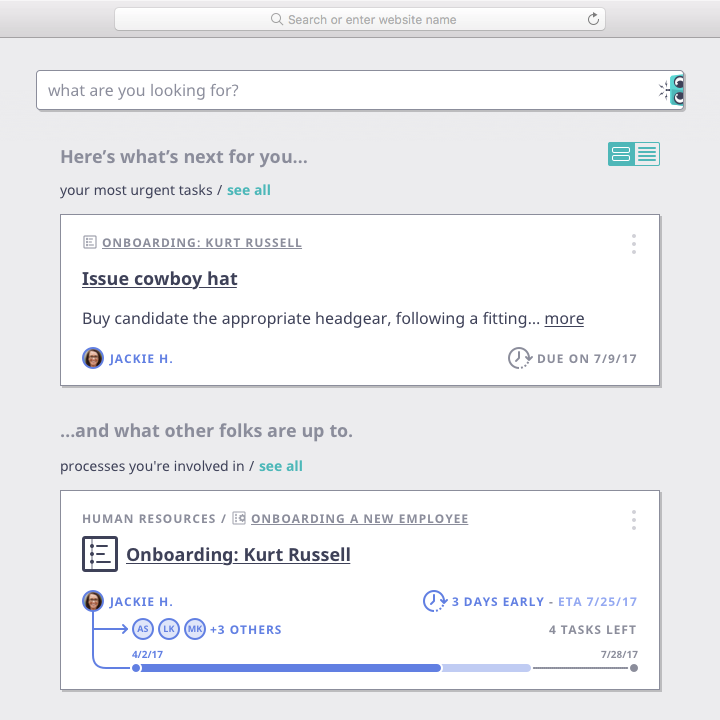 Search or enter website name
what are you looking for?
Here's what's next for you...
your most urgent tasks / see all
ONBOARDING: KURT RUSSELL
Issue cowboy hat
Buy candidate the appropriate headgear, following a fitting... more
JACKIE H.
DUE ON 7/9/17
...and what other folks are up to.
processes you're involved in / see all
HUMAN RESOURCES / ONBOARDING A NEW EMPLOYEE
Onboarding: Kurt Russell
JACKIE H.
3 DAYS EARLY - ETA 7/25/17
AS LK MK +3 OTHERS
4 TASKS LEFT
4/2/17
7/28/17